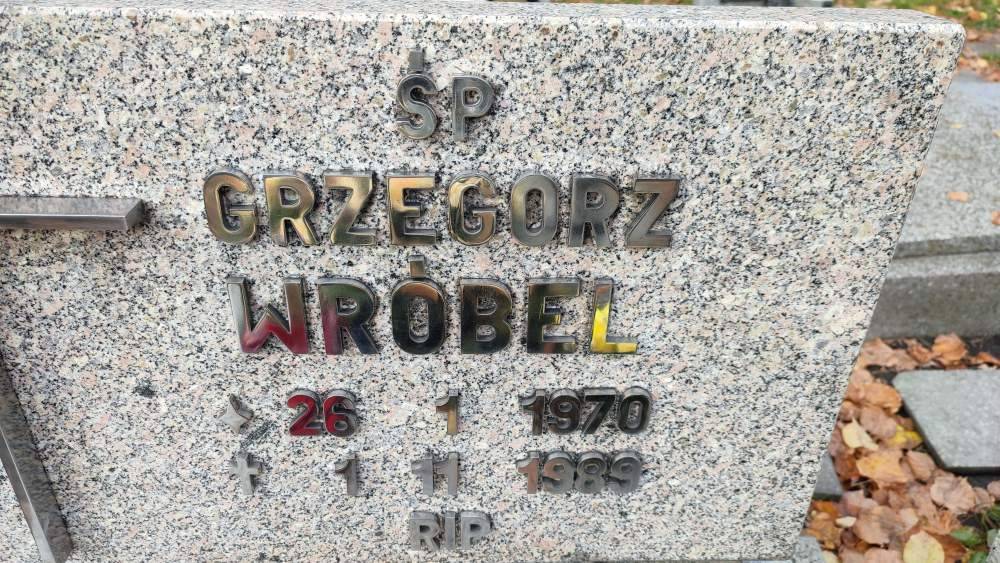 ŚP
GRZEGORZ
WRÓBEL
26 1 1970
† 1 11 1989
RIP